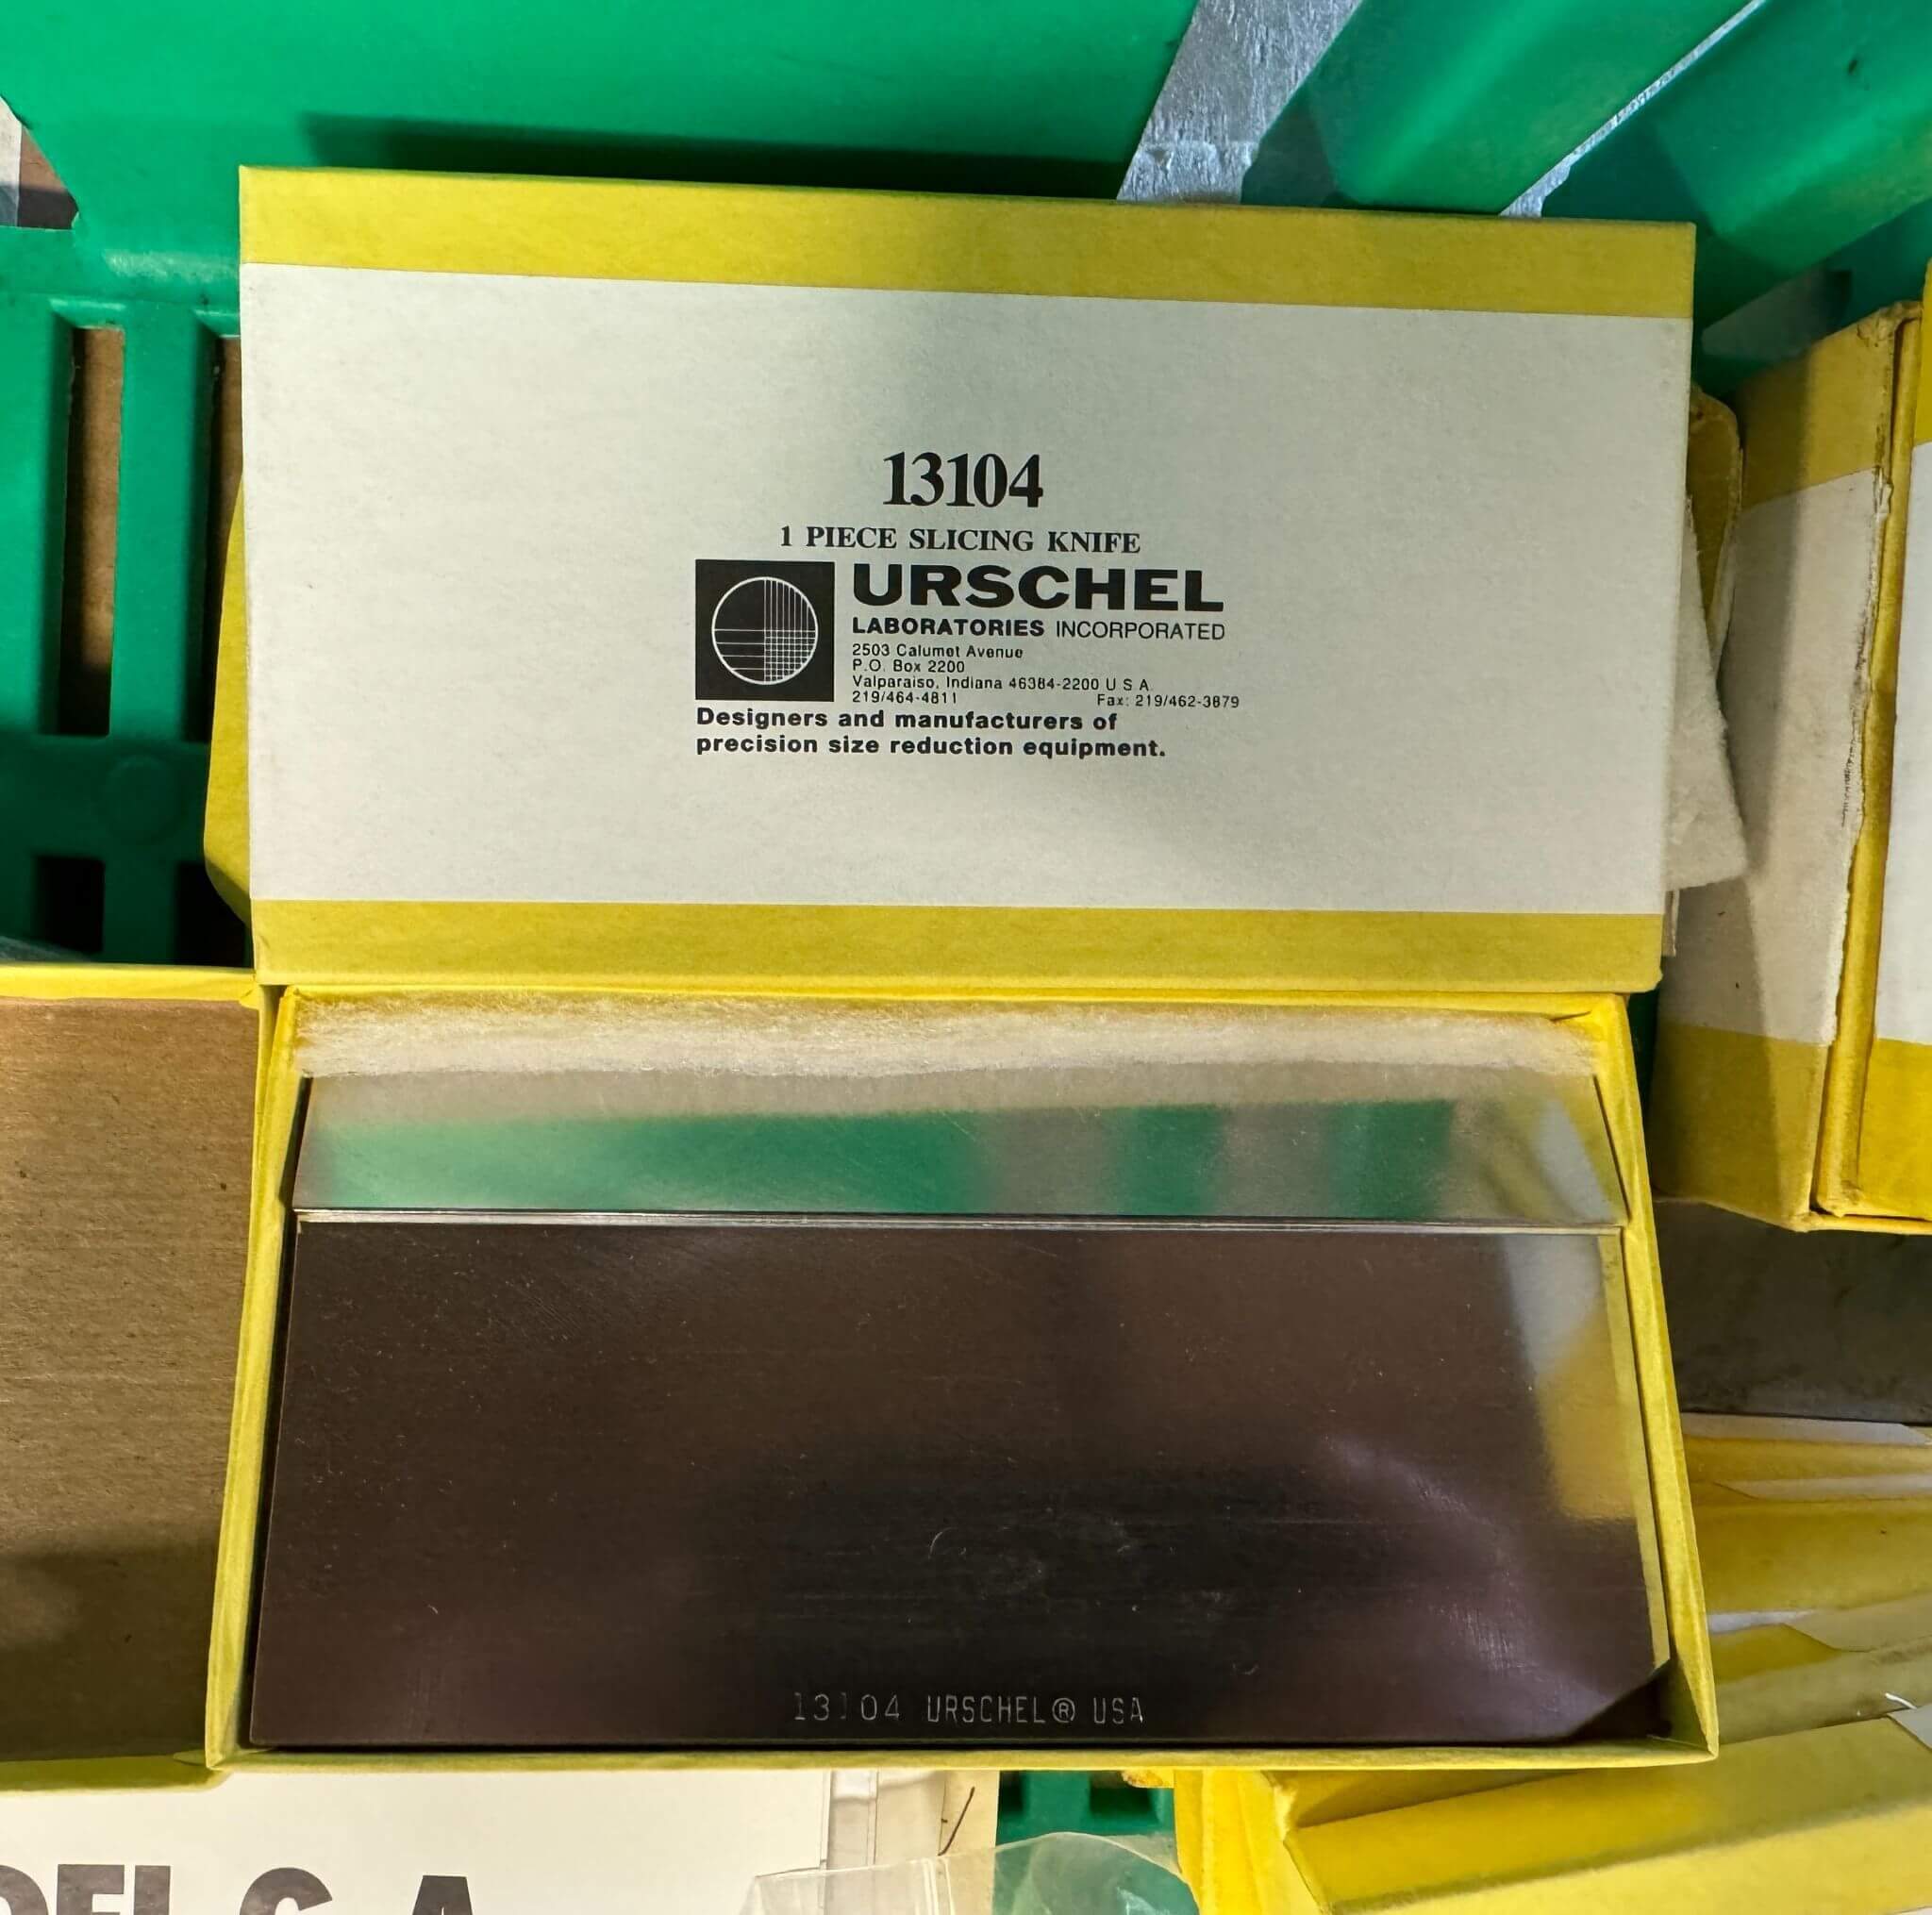 13104
1 PIECE SLICING KNIFE
URSCHEL
LABORATORIES INCORPORATED
2503 Calumet Avenue
P.O. Box 2200
Valparaiso, Indiana 46384-2200 U S A
219/464-4811 Fax: 219/462-3879
Designers and manufacturers of
precision size reduction equipment.
13104 URSCHEL® USA